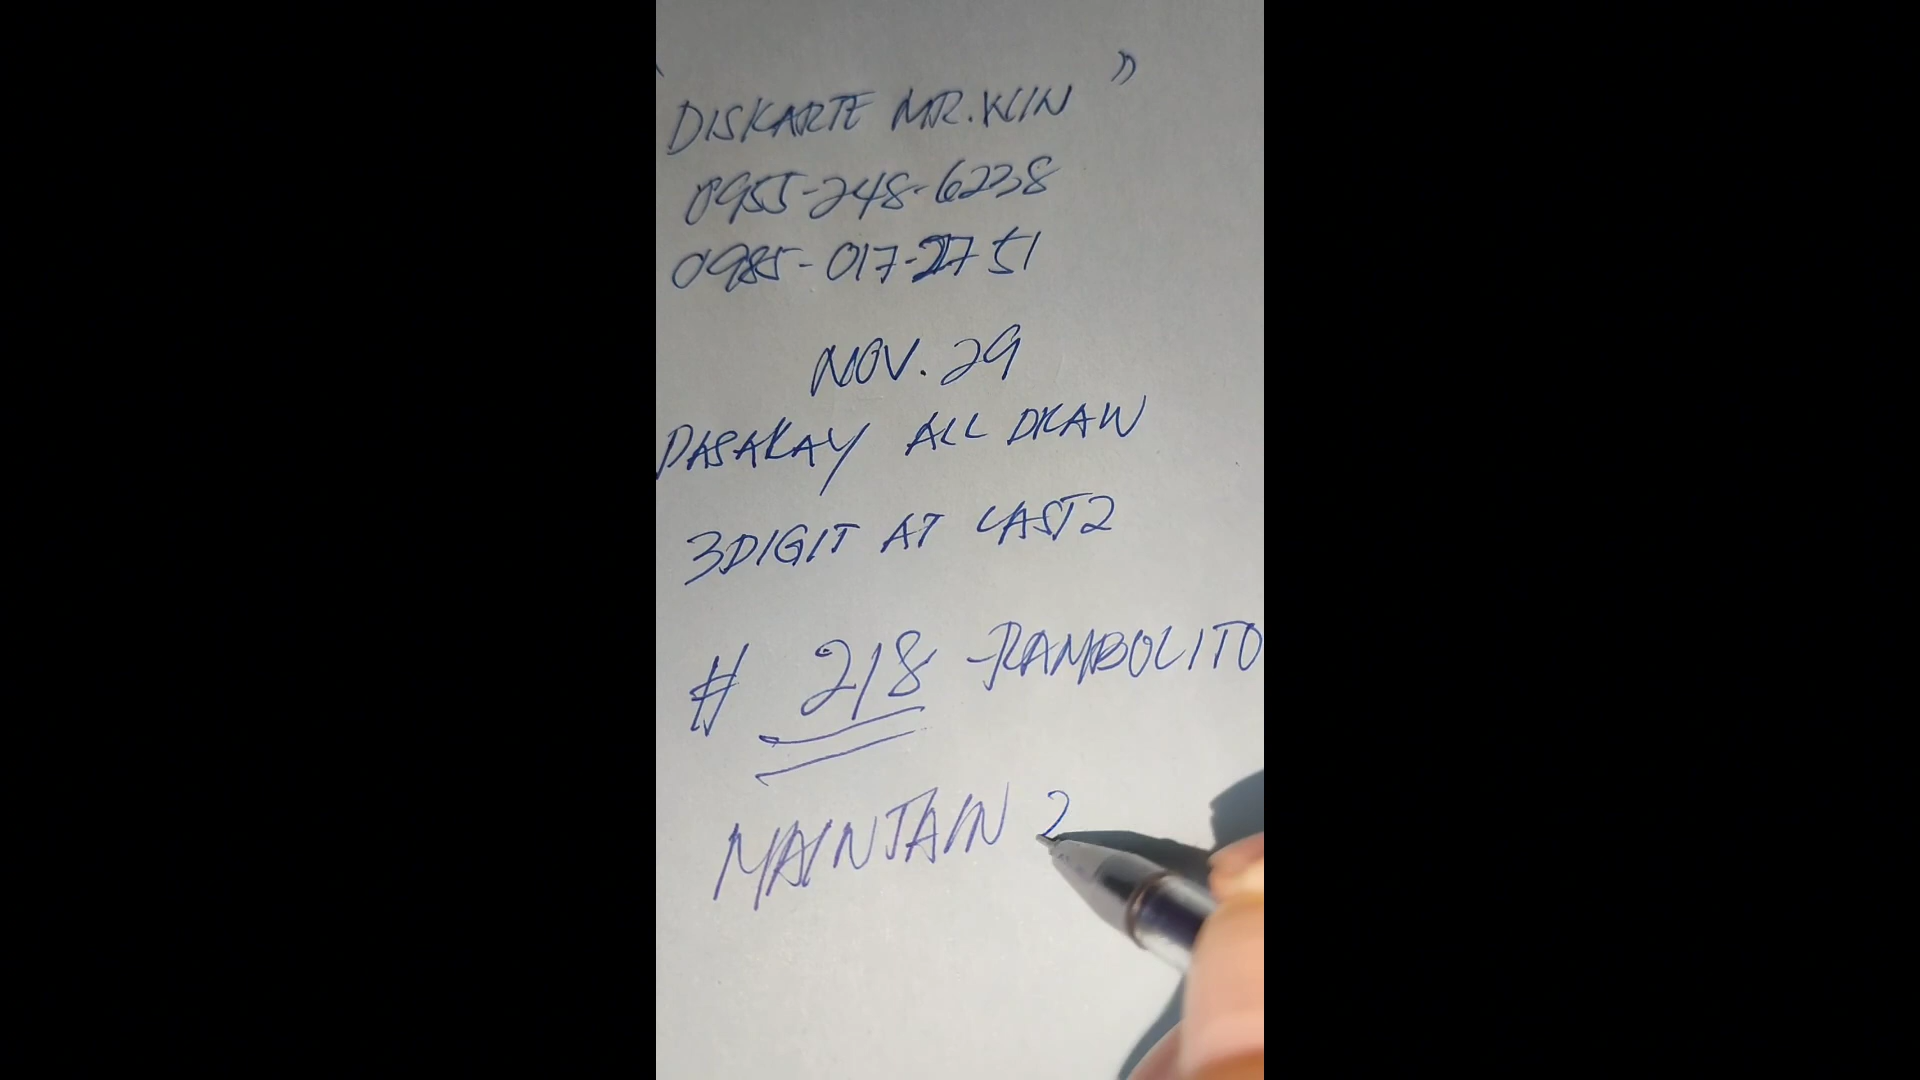 DISKARTE MR. WIN "
0955-248-6238
0985-017-2751
NOV. 29
PASAKAY ALL DRAW
3DIGIT AT LAST2
# 218 -RAMBOLITO
MAINTAIN 2